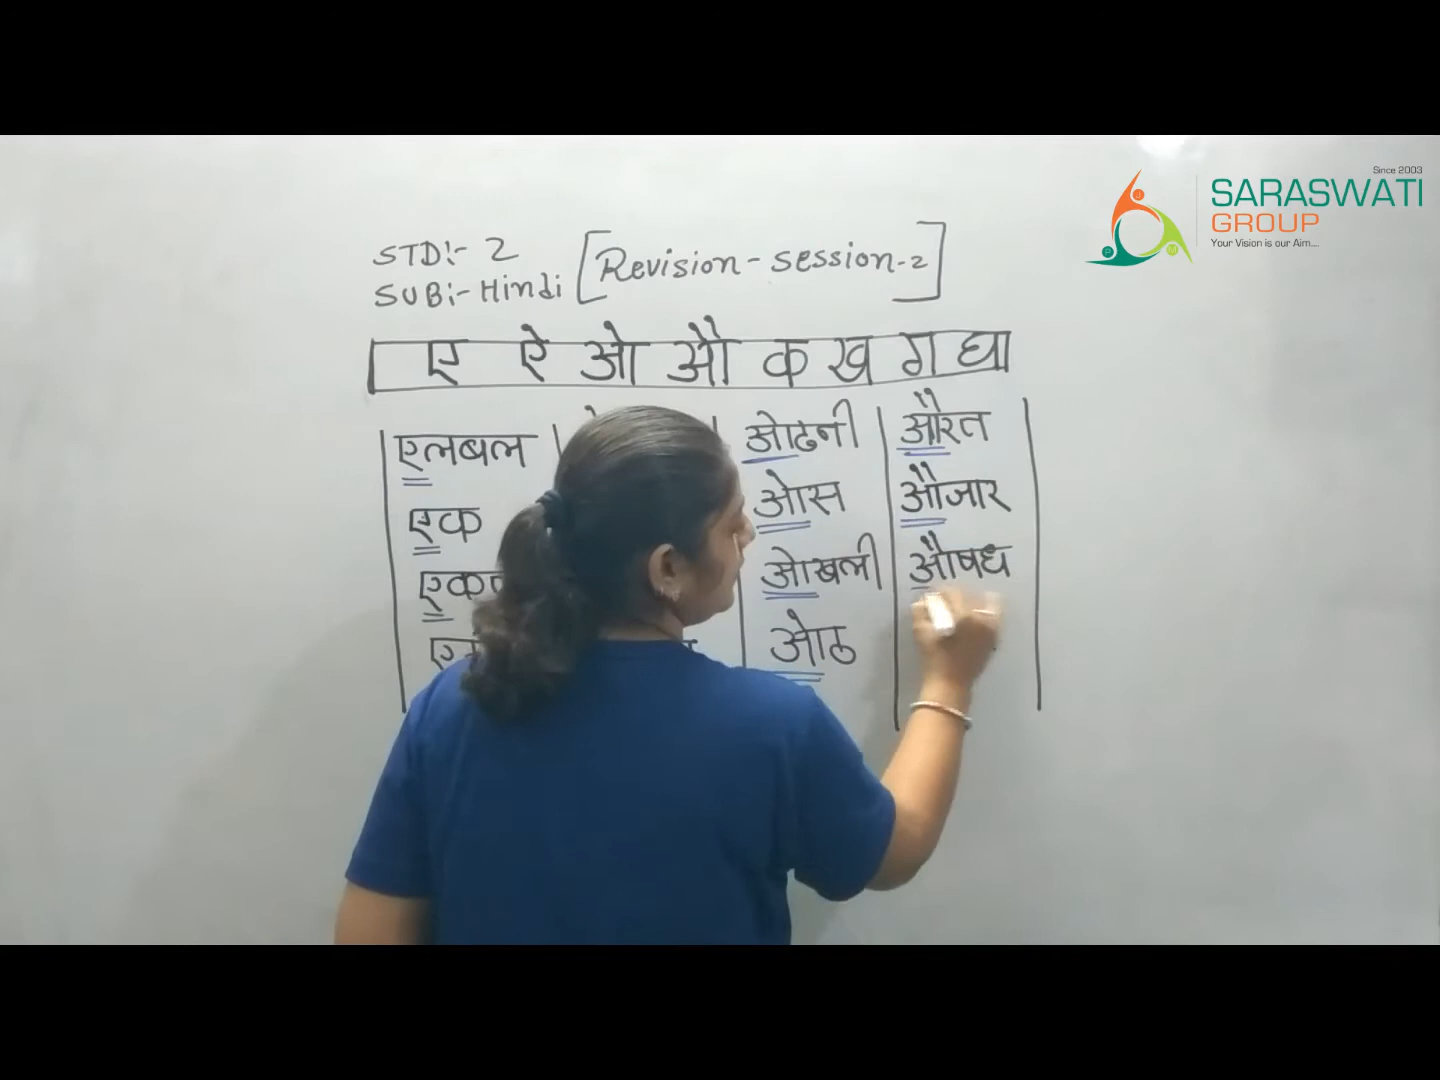 Since 2003
SARASWATI
GROUP
Your Vision is our Aim....
STD:- 2
SUB:- Hindi [Revision-session-2]
ए ऐ ओ औ क ख ग घ
एलबल ओढनी औरत
एक ओस औजार
ओखली औषध
ओठ